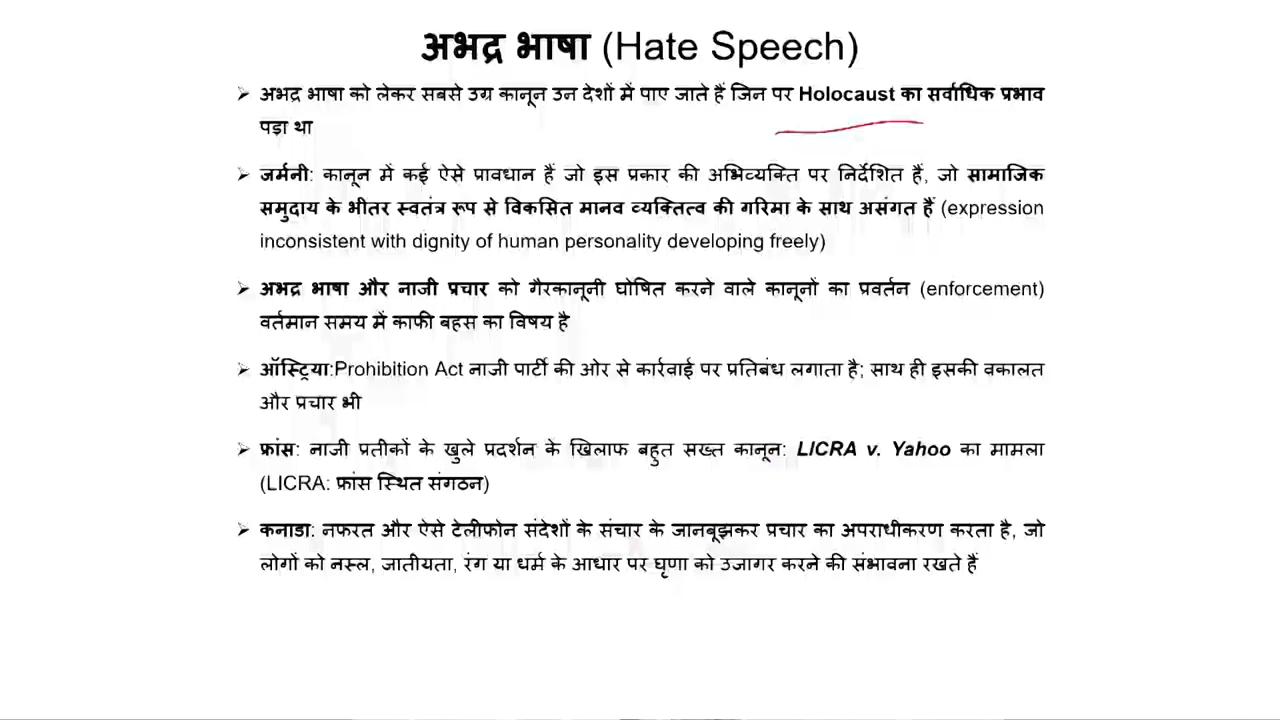 अभद्र भाषा (Hate Speech)
➢ अभद्र भाषा को लेकर सबसे उग्र कानून उन देशों में पाए जाते हैं जिन पर Holocaust का सर्वाधिक प्रभाव
पड़ा था
➢ जर्मनी: कानून में कई ऐसे प्रावधान हैं जो इस प्रकार की अभिव्यक्ति पर निर्देशित हैं, जो सामाजिक
समुदाय के भीतर स्वतंत्र रूप से विकसित मानव व्यक्तित्व की गरिमा के साथ असंगत हैं (expression
inconsistent with dignity of human personality developing freely)
➢ अभद्र भाषा और नाजी प्रचार को गैरकानूनी घोषित करने वाले कानूनों का प्रवर्तन (enforcement)
वर्तमान समय में काफी बहस का विषय है
➢ ऑस्ट्रिया:Prohibition Act नाजी पार्टी की ओर से कार्रवाई पर प्रतिबंध लगाता है; साथ ही इसकी वकालत
और प्रचार भी
➢ फ्रांस: नाजी प्रतीकों के खुले प्रदर्शन के खिलाफ बहुत सख्त कानून: LICRA v. Yahoo का मामला
(LICRA: फ्रांस स्थित संगठन)
➢ कनाडा: नफरत और ऐसे टेलीफोन संदेशों के संचार के जानबूझकर प्रचार का अपराधीकरण करता है, जो
लोगों को नस्ल, जातीयता, रंग या धर्म के आधार पर घृणा को उजागर करने की संभावना रखते हैं